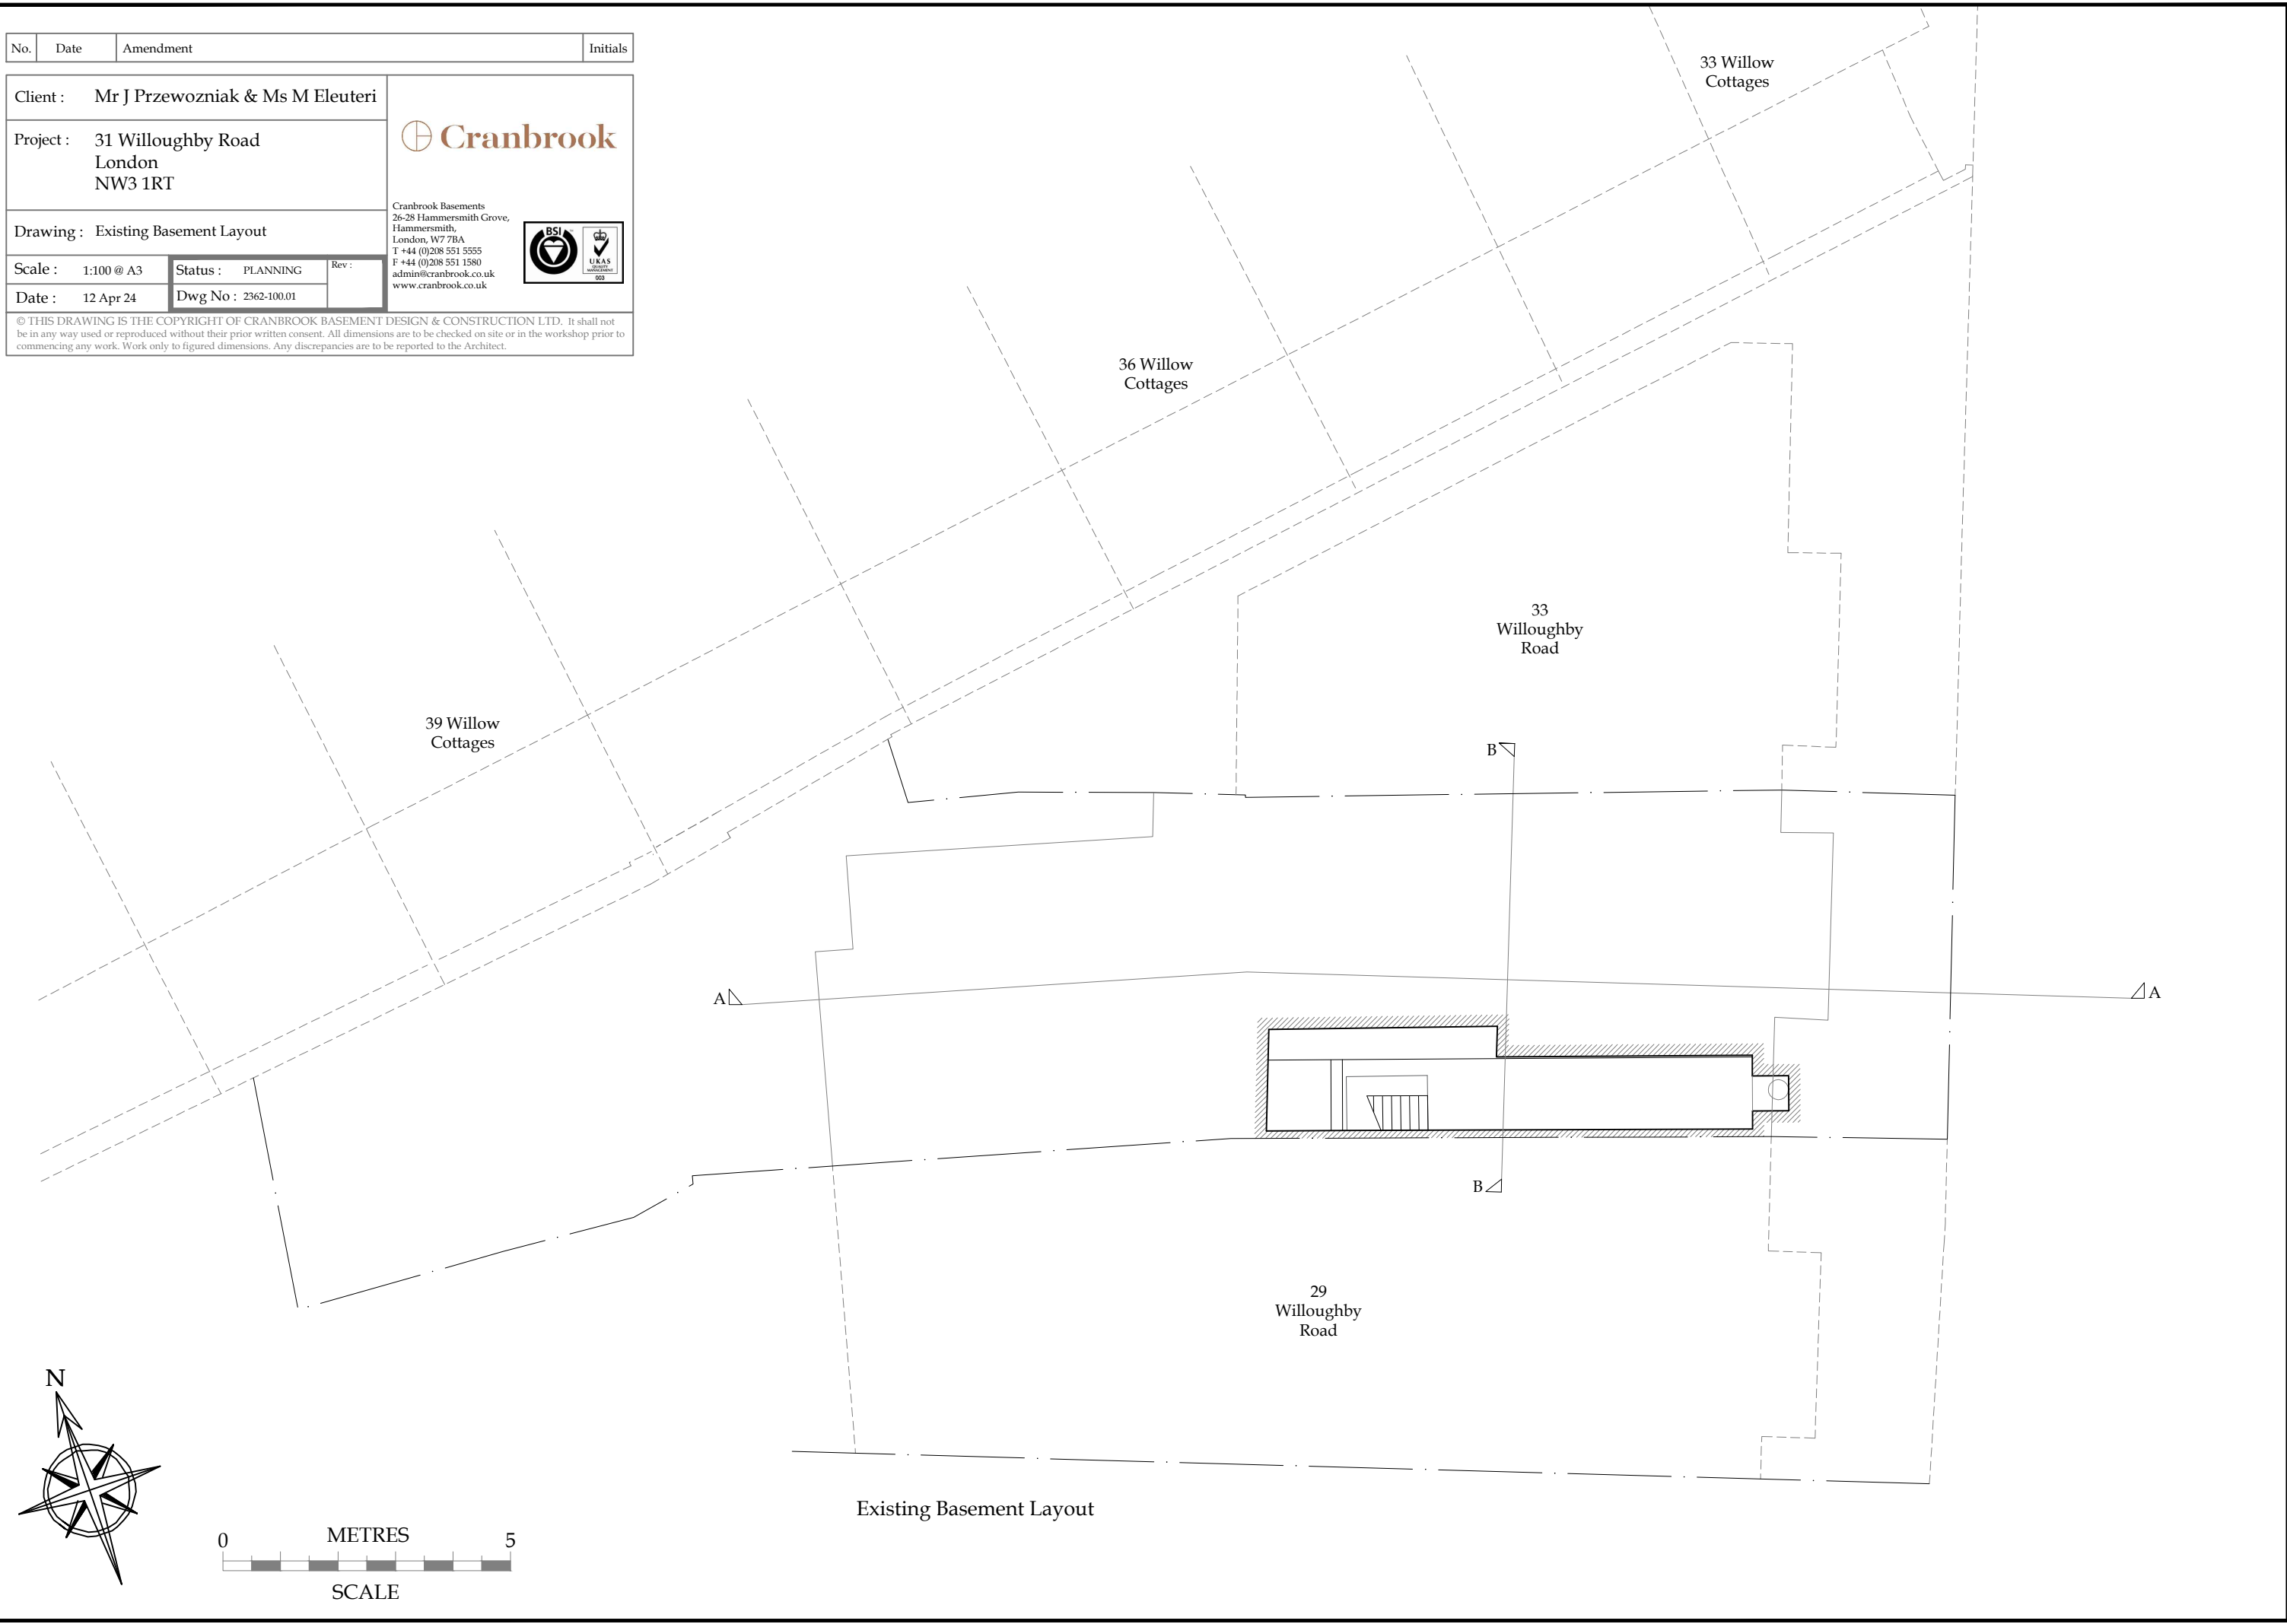 No. Date Amendment Initials
Client : Mr J Przewozniak & Ms M Eleuteri
Project : 31 Willoughby Road
London
NW3 1RT
Drawing : Existing Basement Layout
Scale : 1:100 @ A3
Status : PLANNING
Rev :
Date : 12 Apr 24
Dwg No : 2362-100.01
Cranbrook
Cranbrook Basements
26-28 Hammersmith Grove,
Hammersmith,
London, W7 7BA
T +44 (0)208 551 5555
F +44 (0)208 551 1580
admin@cranbrook.co.uk
www.cranbrook.co.uk
BSI
UKAS
QUALITY
MANAGEMENT
003
© THIS DRAWING IS THE COPYRIGHT OF CRANBROOK BASEMENT DESIGN & CONSTRUCTION LTD. It shall not
be in any way used or reproduced without their prior written consent. All dimensions are to be checked on site or in the workshop prior to
commencing any work. Work only to figured dimensions. Any discrepancies are to be reported to the Architect.
33 Willow
Cottages
36 Willow
Cottages
33
Willoughby
Road
39 Willow
Cottages
B
A
A
B
29
Willoughby
Road
N
Existing Basement Layout
0 METRES 5
SCALE